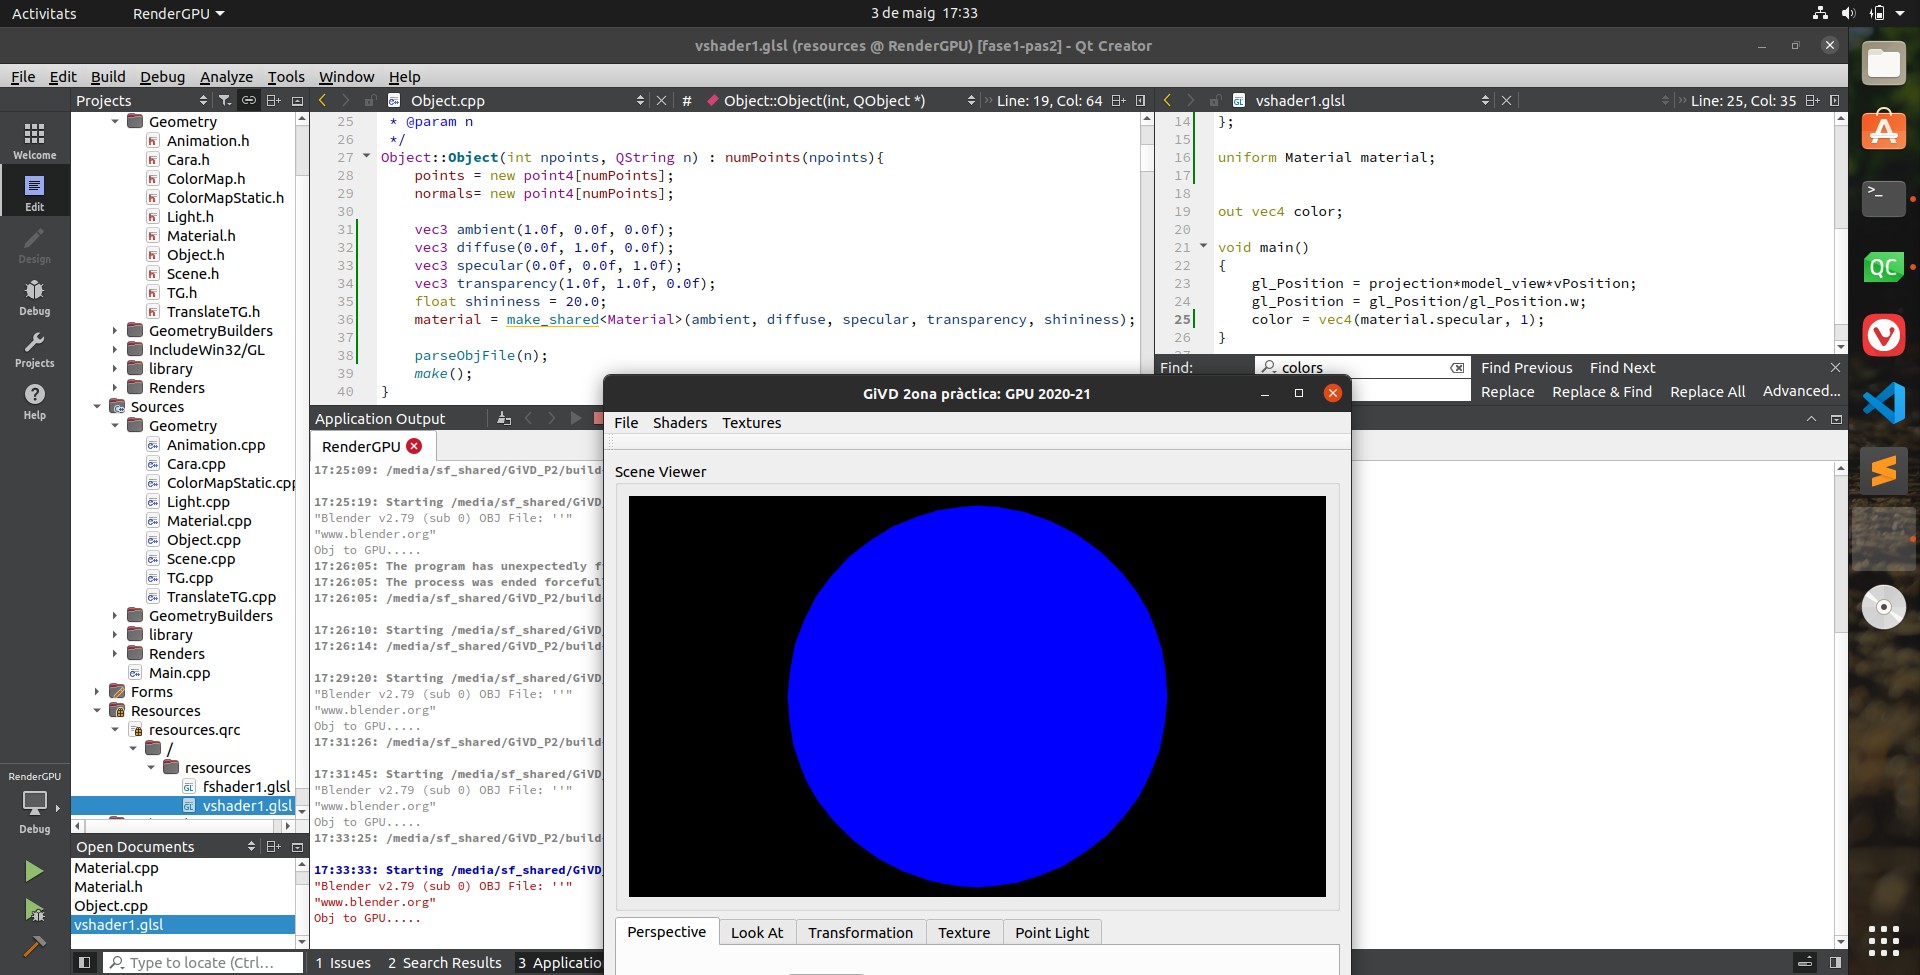 Activitats
RenderGPU
3 de maig 17:33
vshader1.glsl (resources @ RenderGPU) [fase1-pas2] - Qt Creator
File Edit Build Debug Analyze Tools Window Help
Welcome
Edit
Design
Debug
Projects
Help
RenderGPU
Debug
Projects
Geometry
Animation.h
Cara.h
ColorMap.h
ColorMapStatic.h
Light.h
Material.h
Object.h
Scene.h
TG.h
TranslateTG.h
GeometryBuilders
IncludeWin32/GL
library
Renders
Sources
Geometry
Animation.cpp
Cara.cpp
ColorMapStatic.cpp
Light.cpp
Material.cpp
Object.cpp
Scene.cpp
TG.cpp
TranslateTG.cpp
GeometryBuilders
library
Renders
Main.cpp
Forms
Resources
resources.qrc
/
resources
fshader1.glsl
vshader1.glsl
Open Documents
Material.cpp
Material.h
Object.cpp
vshader1.glsl
Type to locate (Ctrl...
Object.cpp
# Object::Object(int, QObject *)
Line: 19, Col: 64
25 * @param n
26 */
27 Object::Object(int npoints, QString n) : numPoints(npoints){
28 points = new point4[numPoints];
29 normals= new point4[numPoints];
30
31 vec3 ambient(1.0f, 0.0f, 0.0f);
32 vec3 diffuse(0.0f, 1.0f, 0.0f);
33 vec3 specular(0.0f, 0.0f, 1.0f);
34 vec3 transparency(1.0f, 1.0f, 0.0f);
35 float shininess = 20.0;
36 material = make_shared<Material>(ambient, diffuse, specular, transparency, shininess);
37
38 parseObjFile(n);
39 make();
40 }
vshader1.glsl
Line: 25, Col: 35
14 };
15
16 uniform Material material;
17
18
19 out vec4 color;
20
21 void main()
22 {
23 gl_Position = projection*model_view*vPosition;
24 gl_Position = gl_Position/gl_Position.w;
25 color = vec4(material.specular, 1);
26 }
27
Find: colors
Find Previous Find Next
Replace Replace & Find Replace All Advanced...
Application Output
RenderGPU
17:25:09: /media/sf_shared/GiVD_P2/build
17:25:19: Starting /media/sf_shared/GiVD_
"Blender v2.79 (sub 0) OBJ File: ''"
"www.blender.org"
Obj to GPU.....
17:26:05: The program has unexpectedly f
17:26:05: The process was ended forceful
17:26:05: /media/sf_shared/GiVD_P2/build
17:26:10: Starting /media/sf_shared/GiVD_
17:26:14: /media/sf_shared/GiVD_P2/build
17:29:20: Starting /media/sf_shared/GiVD_
"Blender v2.79 (sub 0) OBJ File: ''"
"www.blender.org"
Obj to GPU.....
17:31:26: /media/sf_shared/GiVD_P2/build
17:31:45: Starting /media/sf_shared/GiVD_
"Blender v2.79 (sub 0) OBJ File: ''"
"www.blender.org"
Obj to GPU.....
17:33:25: /media/sf_shared/GiVD_P2/build
17:33:33: Starting /media/sf_shared/GiVD_
"Blender v2.79 (sub 0) OBJ File: ''"
"www.blender.org"
Obj to GPU.....
1 Issues 2 Search Results 3 Applicatio
GiVD 2ona pràctica: GPU 2020-21
File Shaders Textures
Scene Viewer
Perspective Look At Transformation Texture Point Light
QC